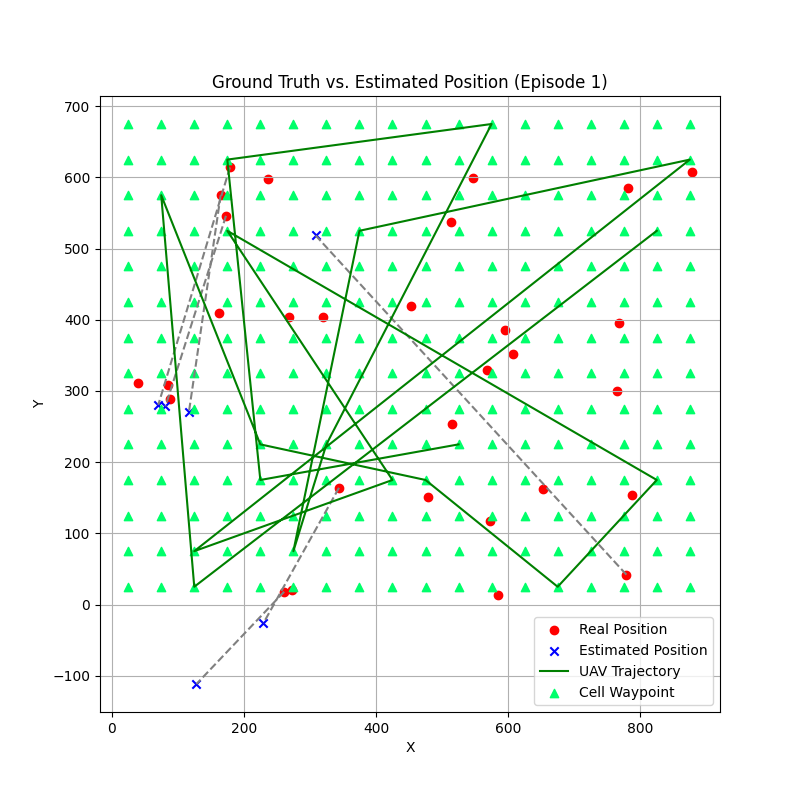 Ground Truth vs. Estimated Position (Episode 1)
700
600
500
400
300
200
100
0
−100
Y
0 200 400 600 800
X
Real Position
Estimated Position
UAV Trajectory
Cell Waypoint